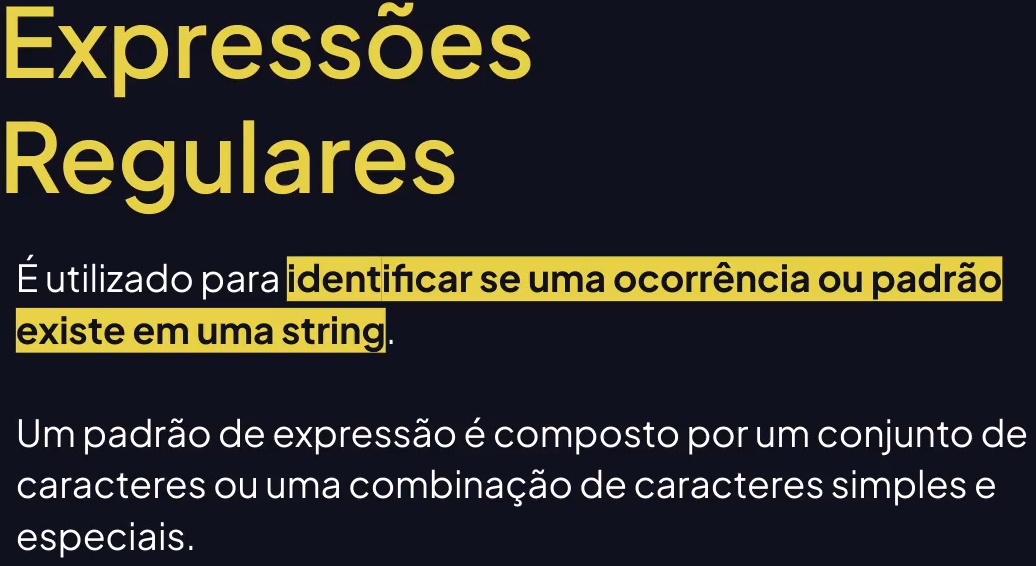 Expressões
Regulares
É utilizado para identificar se uma ocorrência ou padrão
existe em uma string.
Um padrão de expressão é composto por um conjunto de
caracteres ou uma combinação de caracteres simples e
especiais.